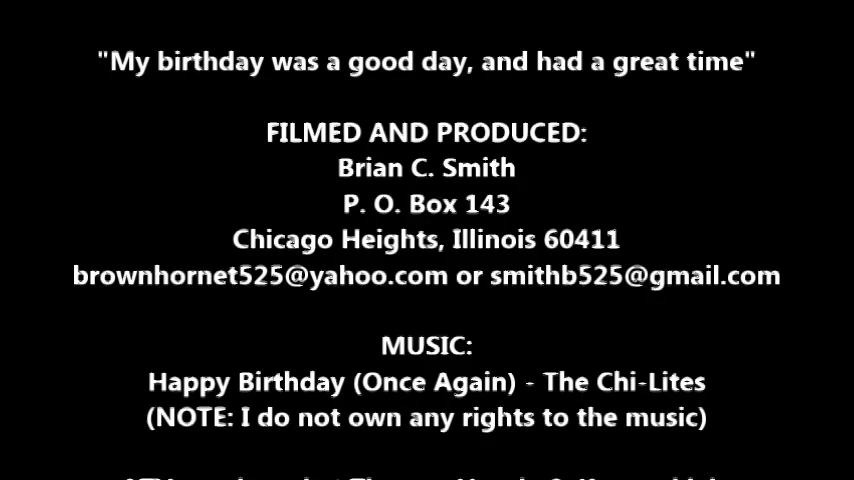 "My birthday was a good day, and had a great time"
FILMED AND PRODUCED:
Brian C. Smith
P. O. Box 143
Chicago Heights, Illinois 60411
brownhornet525@yahoo.com or smithb525@gmail.com
MUSIC:
Happy Birthday (Once Again) - The Chi-Lites
(NOTE: I do not own any rights to the music)